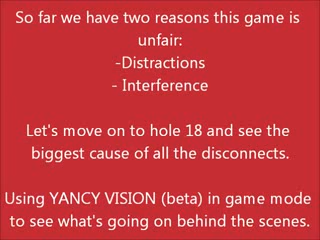 So far we have two reasons this game is
unfair:
-Distractions
- Interference
Let's move on to hole 18 and see the
biggest cause of all the disconnects.
Using YANCY VISION (beta) in game mode
to see what's going on behind the scenes.